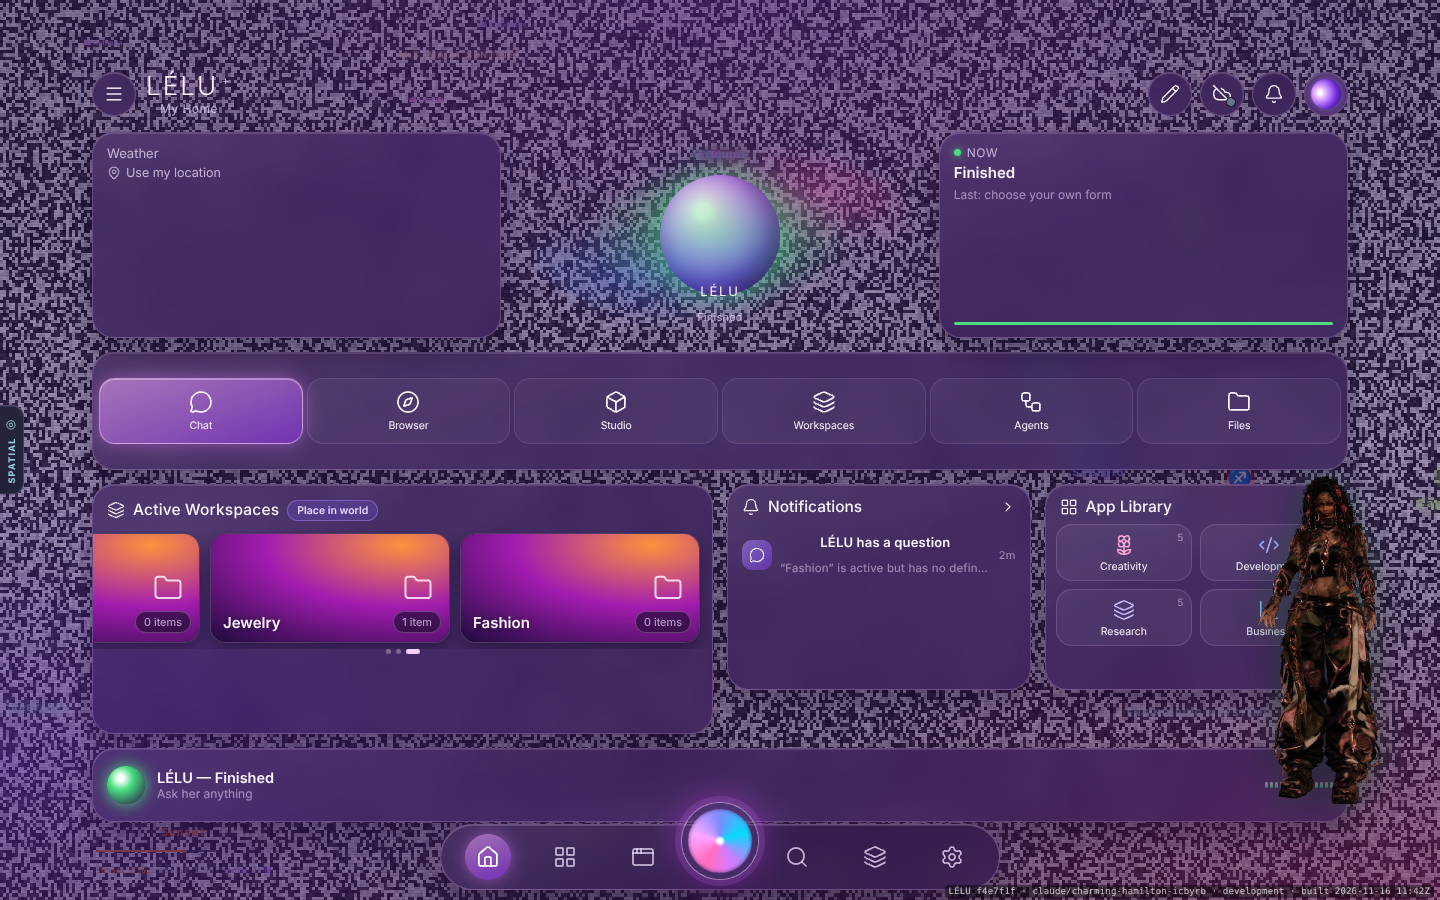 LÉLU
My Home
Weather
Use my location
LÉLU
Finished
NOW
Finished
Last: choose your own form
SPATIAL
Chat
Browser
Studio
Workspaces
Agents
Files
Active Workspaces
Place in world
0 items
Jewelry
1 item
Fashion
0 items
Notifications
LÉLU has a question
2m
“Fashion” is active but has no defin...
App Library
5
Creativity
Developm
5
Research
Busines
LÉLU — Finished
Ask her anything
LÉLU f4e7f1f · claude/charming-hamilton-icbyrb · development · built 2026-11-16 11:42Z